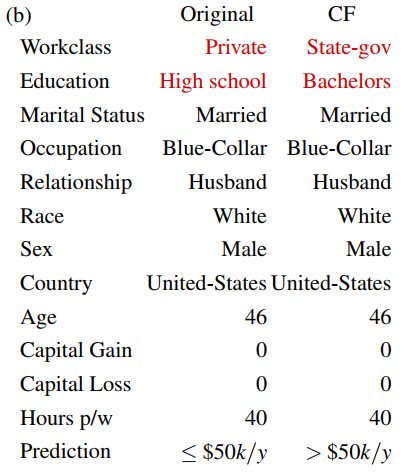 (b) Original CF
Workclass Private State-gov
Education High school Bachelors
Marital Status Married Married
Occupation Blue-Collar Blue-Collar
Relationship Husband Husband
Race White White
Sex Male Male
Country United-States United-States
Age 46 46
Capital Gain 0 0
Capital Loss 0 0
Hours p/w 40 40
Prediction ≤ $50k/y > $50k/y